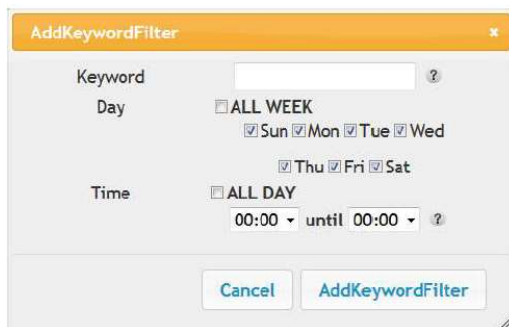 AddKeywordFilter ×
Keyword ?
Day ALL WEEK
Sun Mon Tue Wed
Thu Fri Sat
Time ALL DAY
00:00 until 00:00 ?
Cancel AddKeywordFilter